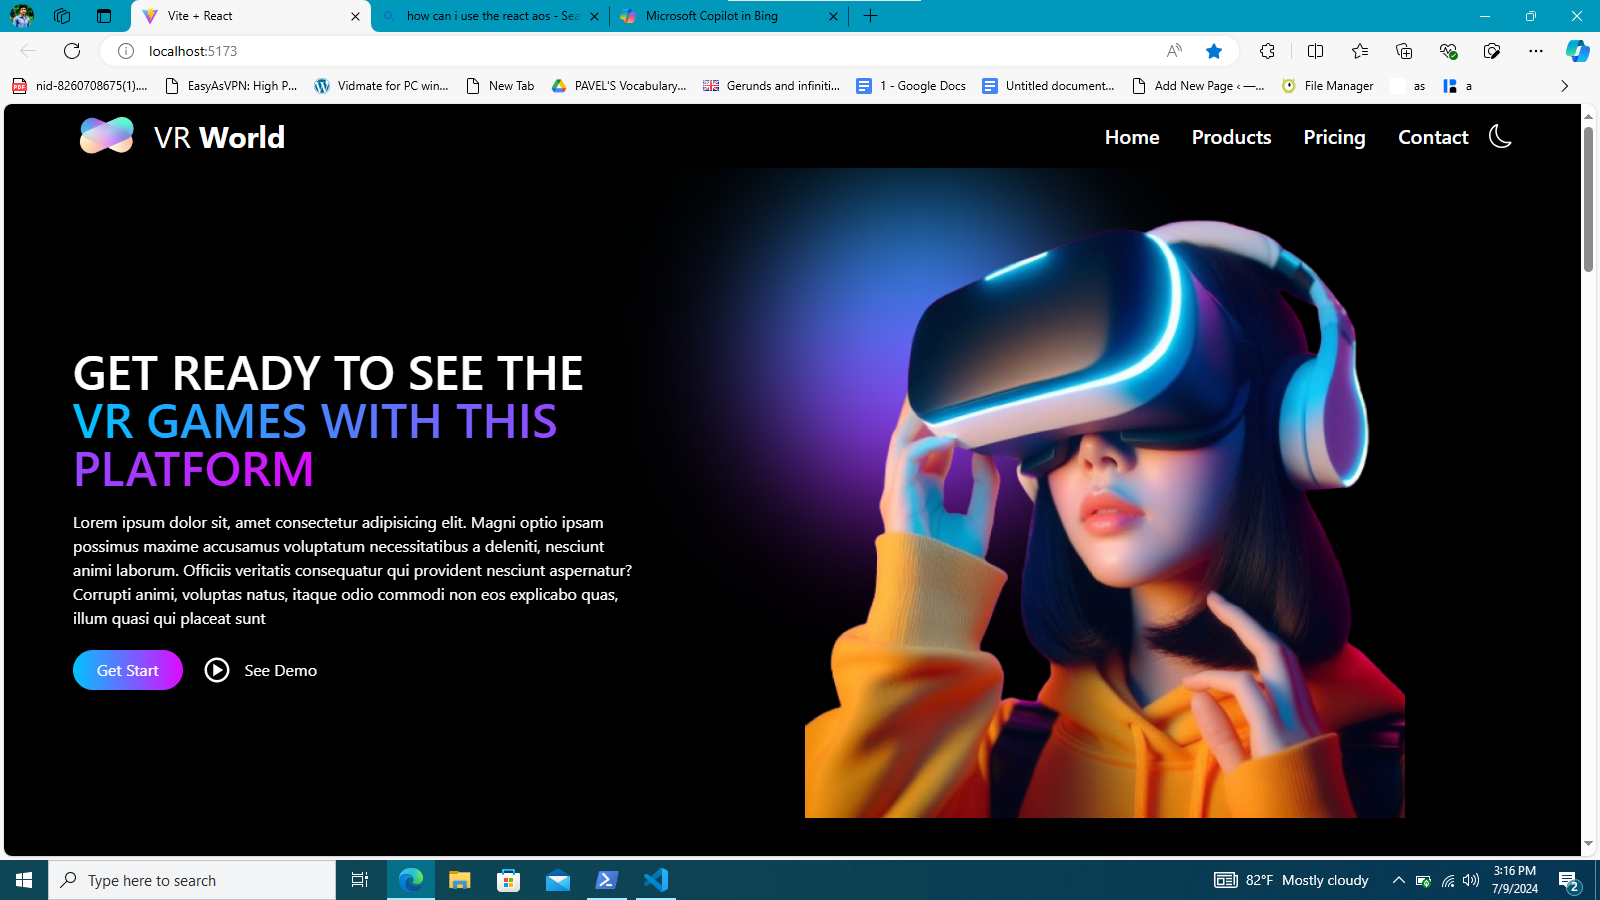 Vite + React
how can i use the react aos - Sea
Microsoft Copilot in Bing
localhost:5173
nid-8260708675(1)....
EasyAsVPN: High P...
Vidmate for PC win...
New Tab
PAVEL'S Vocabulary...
Gerunds and infiniti...
1 - Google Docs
Untitled document...
Add New Page ‹ —...
File Manager
as
a
VR World
Home
Products
Pricing
Contact
GET READY TO SEE THE
VR GAMES WITH THIS
PLATFORM
Lorem ipsum dolor sit, amet consectetur adipisicing elit. Magni optio ipsam
possimus maxime accusamus voluptatum necessitatibus a deleniti, nesciunt
animi laborum. Officiis veritatis consequatur qui provident nesciunt aspernatur?
Corrupti animi, voluptas natus, itaque odio commodi non eos explicabo quas,
illum quasi qui placeat sunt
Get Start
See Demo
Type here to search
82°F Mostly cloudy
3:16 PM
7/9/2024
2